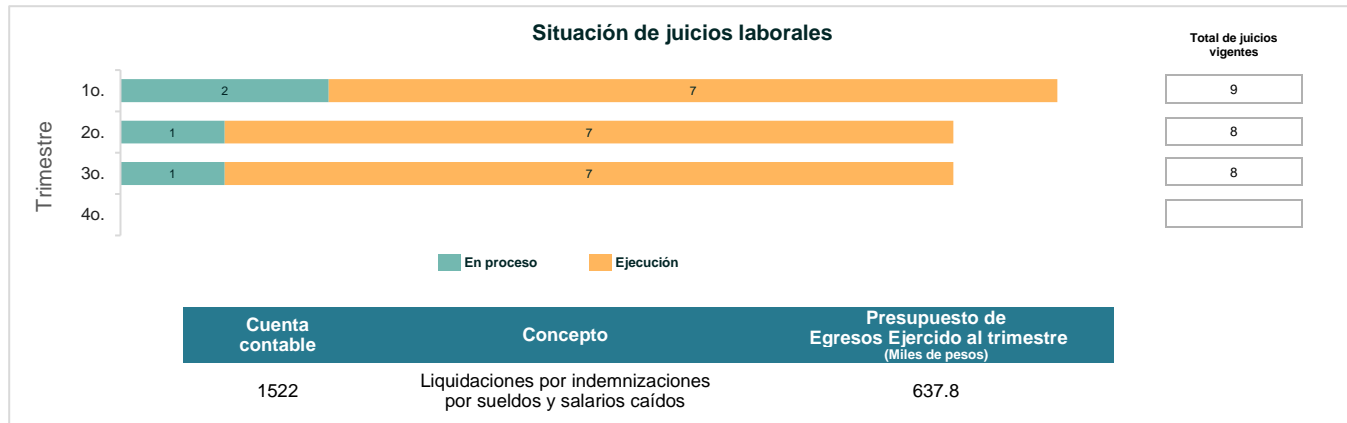 Situación de juicios laborales
Total de juicios
vigentes
Trimestre
1o.
2
7
9
2o.
1
7
8
3o.
1
7
8
4o.
En proceso
Ejecución
Cuenta
contable
Concepto
Presupuesto de
Egresos Ejercido al trimestre
(Miles de pesos)
1522
Liquidaciones por indemnizaciones
por sueldos y salarios caídos
637.8